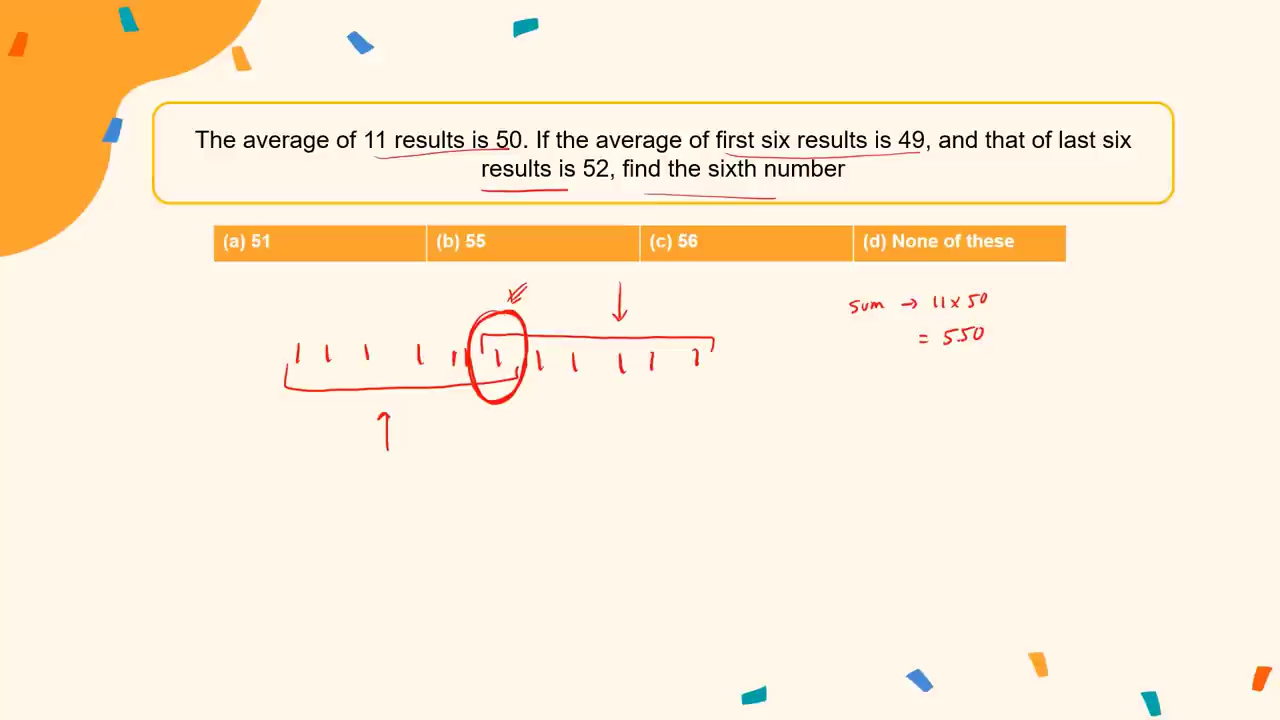 The average of 11 results is 50. If the average of first six results is 49, and that of last six
results is 52, find the sixth number
(a) 51 (b) 55 (c) 56 (d) None of these
Sum → 11 x 50
= 550